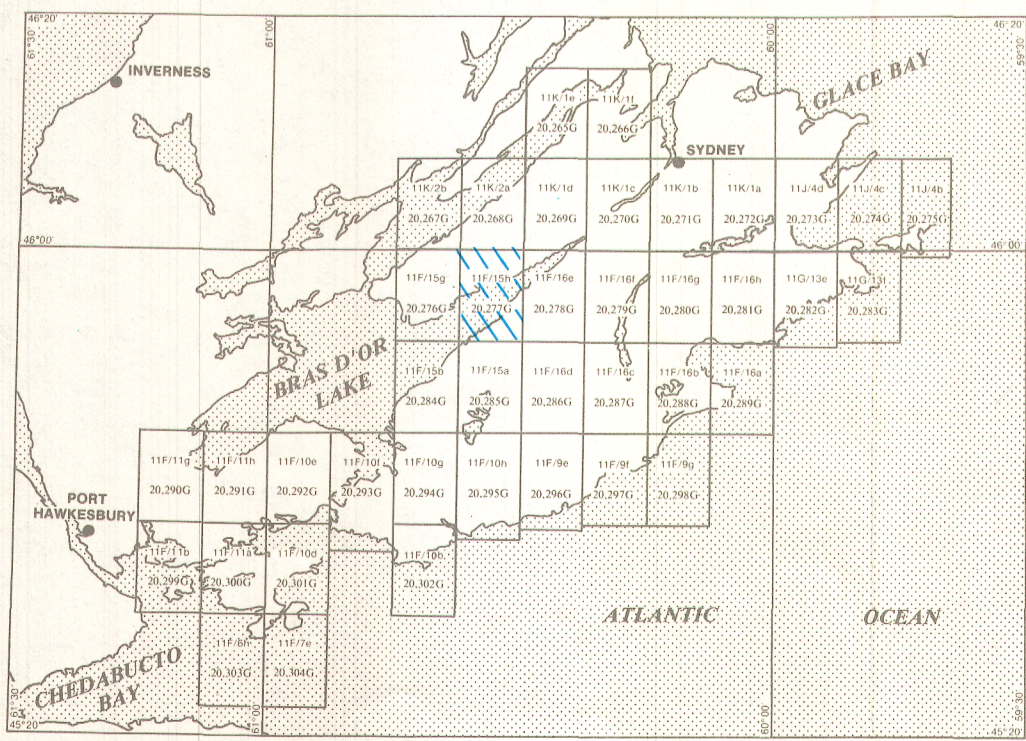 46°20'
61°30'
61°00'
60°00'
46°20'
59°30'
INVERNESS
GLACE BAY
11K/1e
11K/1f
20,265G
20,266G
SYDNEY
11K/2b
11K/2a
11K/1d
11K/1c
11K/1b
11K/1a
11J/4d
11J/4c
11J/4b
20,267G
20,268G
20,269G
20,270G
20,271G
20,272G
20,273G
20,274G
20,275G
46°00'
46°00'
11F/15g
11F/15h
11F/16e
11F/16f
11F/16g
11F/16h
11G/13e
11G/13f
20,276G
20,277G
20,278G
20,279G
20,280G
20,281G
20,282G
20,283G
BRAS D'OR
LAKE
11F/15b
11F/15a
11F/16d
11F/16c
11F/16b
11F/16a
20,284G
20,285G
20,286G
20,287G
20,288G
20,289G
11F/11g
11F/11h
11F/10e
11F/10f
11F/10g
11F/10h
11F/9e
11F/9f
11F/9g
20,290G
20,291G
20,292G
20,293G
20,294G
20,295G
20,296G
20,297G
20,298G
PORT
HAWKESBURY
11F/11b
11F/11a
11F/10d
11F/10b
20,299G
20,300G
20,301G
20,302G
ATLANTIC
OCEAN
11F/6h
11F/7e
20,303G
20,304G
CHEDABUCTO
BAY
61°30'
45°20'
61°00'
60°00'
59°30'
45°20'